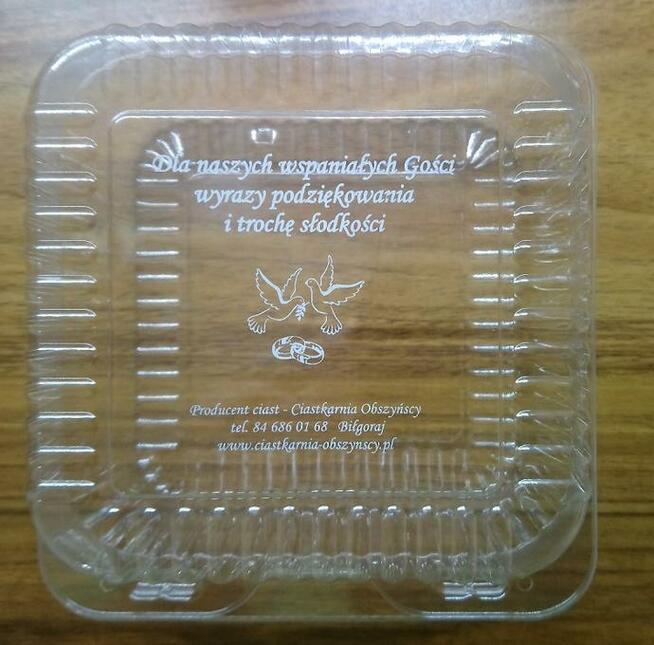 Dla naszych wspaniałych Gości
wyrazy podziękowania
i trochę słodkości
Producent ciast - Ciastkarnia Obszyńscy
tel. 84 686 01 68 Biłgoraj
www.ciastkarnia-obszynscy.pl